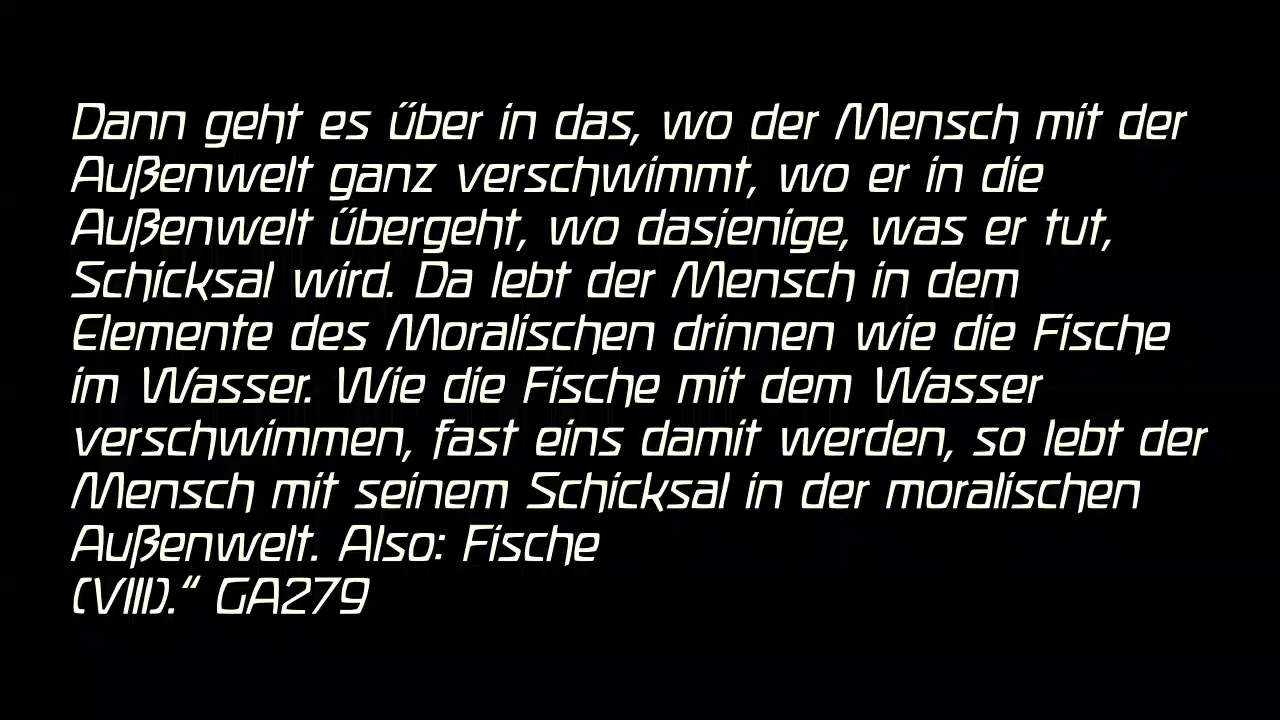 Dann geht es über in das, wo der Mensch mit der
Außenwelt ganz verschwimmt, wo er in die
Außenwelt übergeht, wo dasjenige, was er tut,
Schicksal wird. Da lebt der Mensch in dem
Elemente des Moralischen drinnen wie die Fische
im Wasser. Wie die Fische mit dem Wasser
verschwimmen, fast eins damit werden, so lebt der
Mensch mit seinem Schicksal in der moralischen
Außenwelt. Also: Fische
(VIII).“ GA279